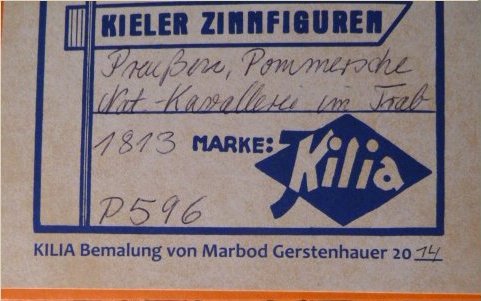 KIELER ZINNFIGUREN
Preußen, Pommersche
Nat. Kavallerie im Trab
1813 MARKE: Kilia
P596
KILIA Bemalung von Marbod Gerstenhauer 2014